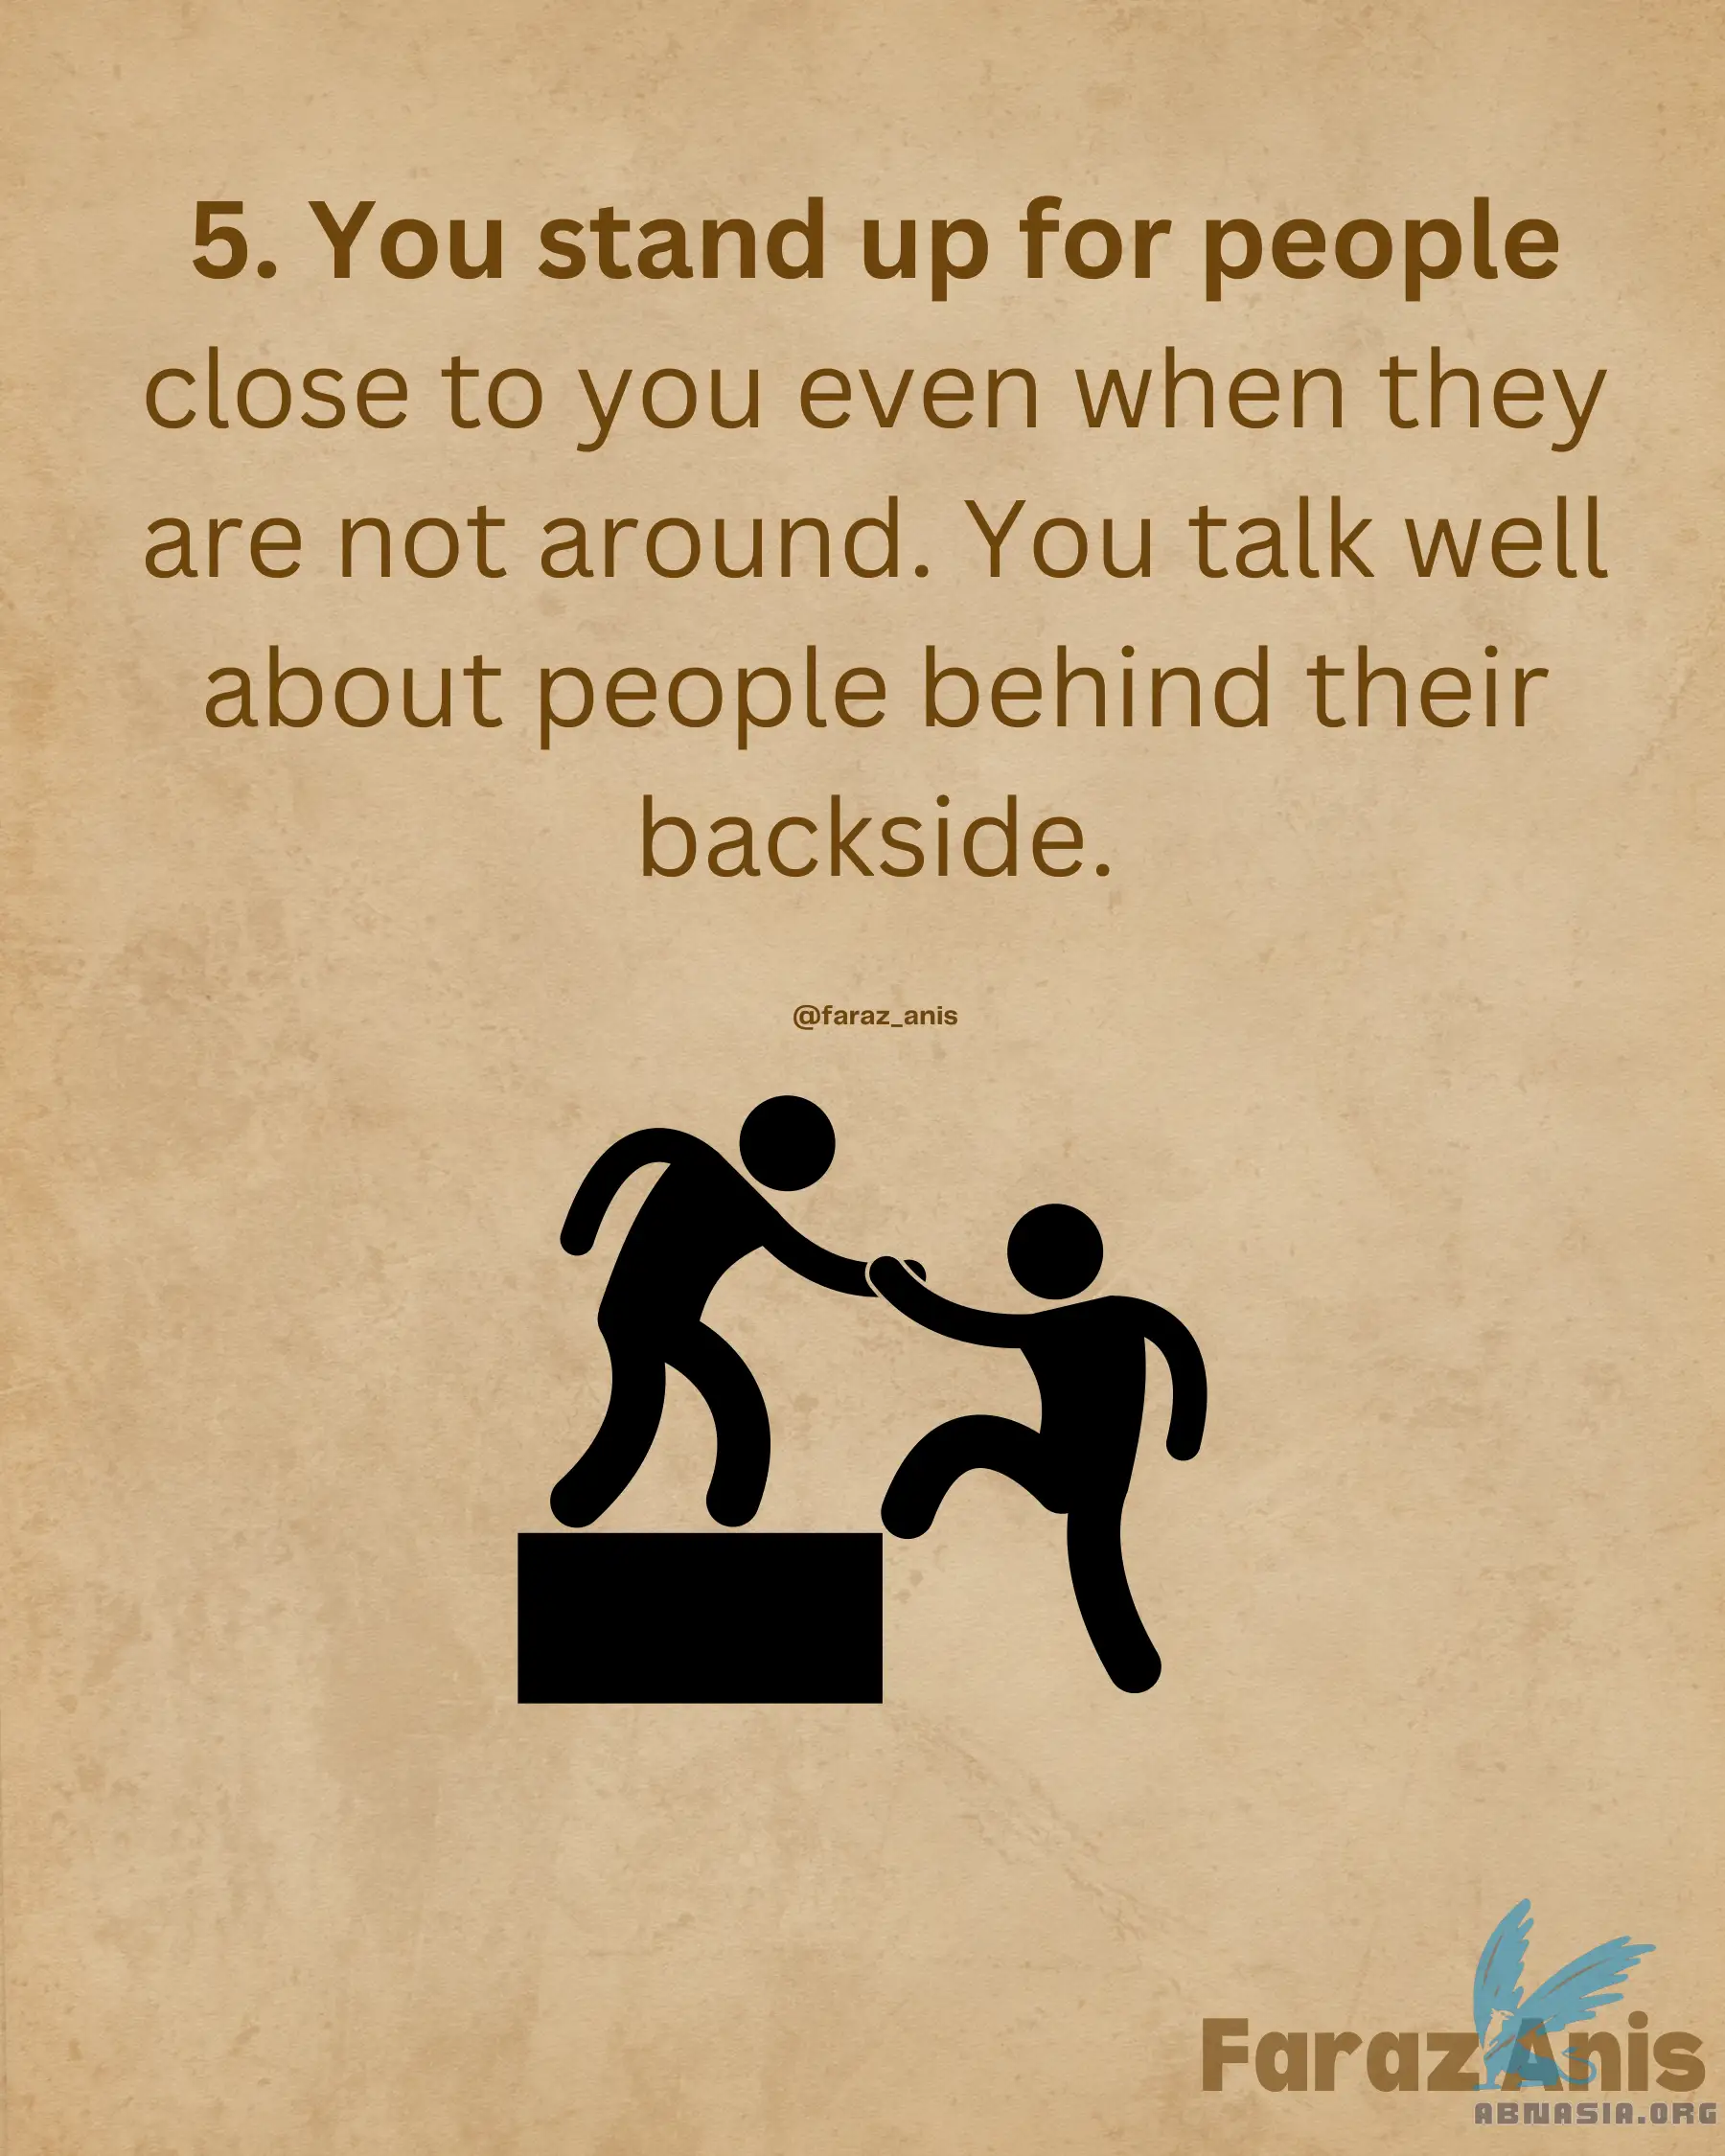 5. You stand up for people
close to you even when they
are not around. You talk well
about people behind their
backside.
@faraz_anis
Faraz Anis
ABNASIA.ORG